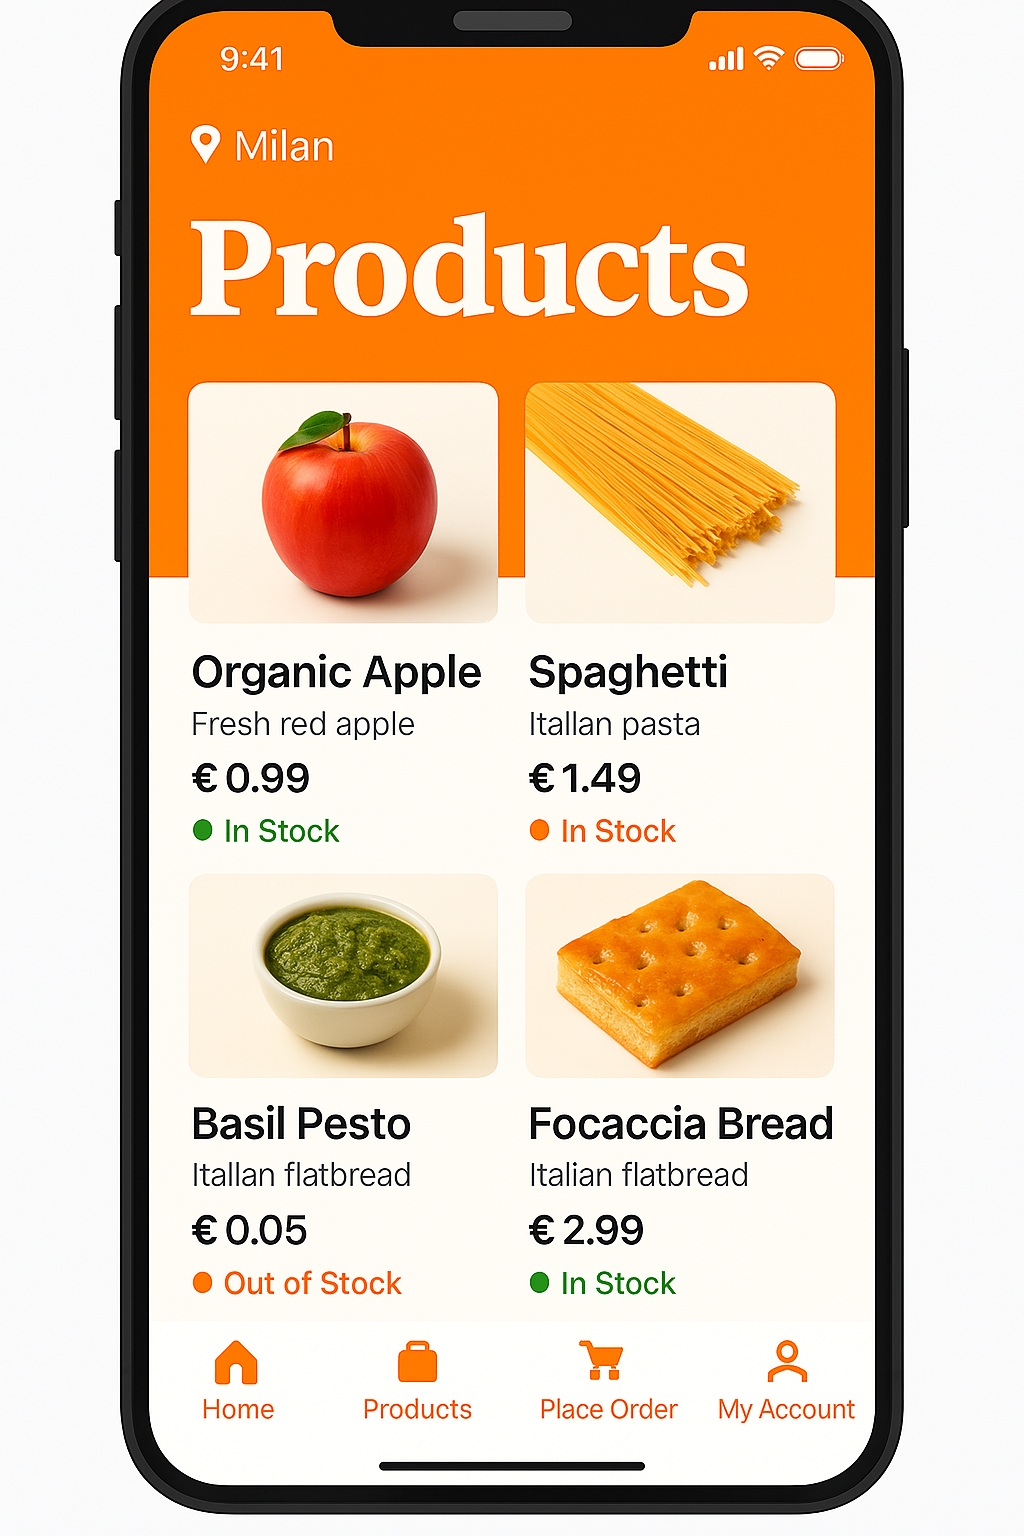 9:41
Milan
Products
Organic Apple
Fresh red apple
€ 0.99
In Stock
Spaghetti
Itallan pasta
€ 1.49
In Stock
Basil Pesto
Itallan flatbread
€ 0.05
Out of Stock
Focaccia Bread
Italian flatbread
€ 2.99
In Stock
Home
Products
Place Order
My Account